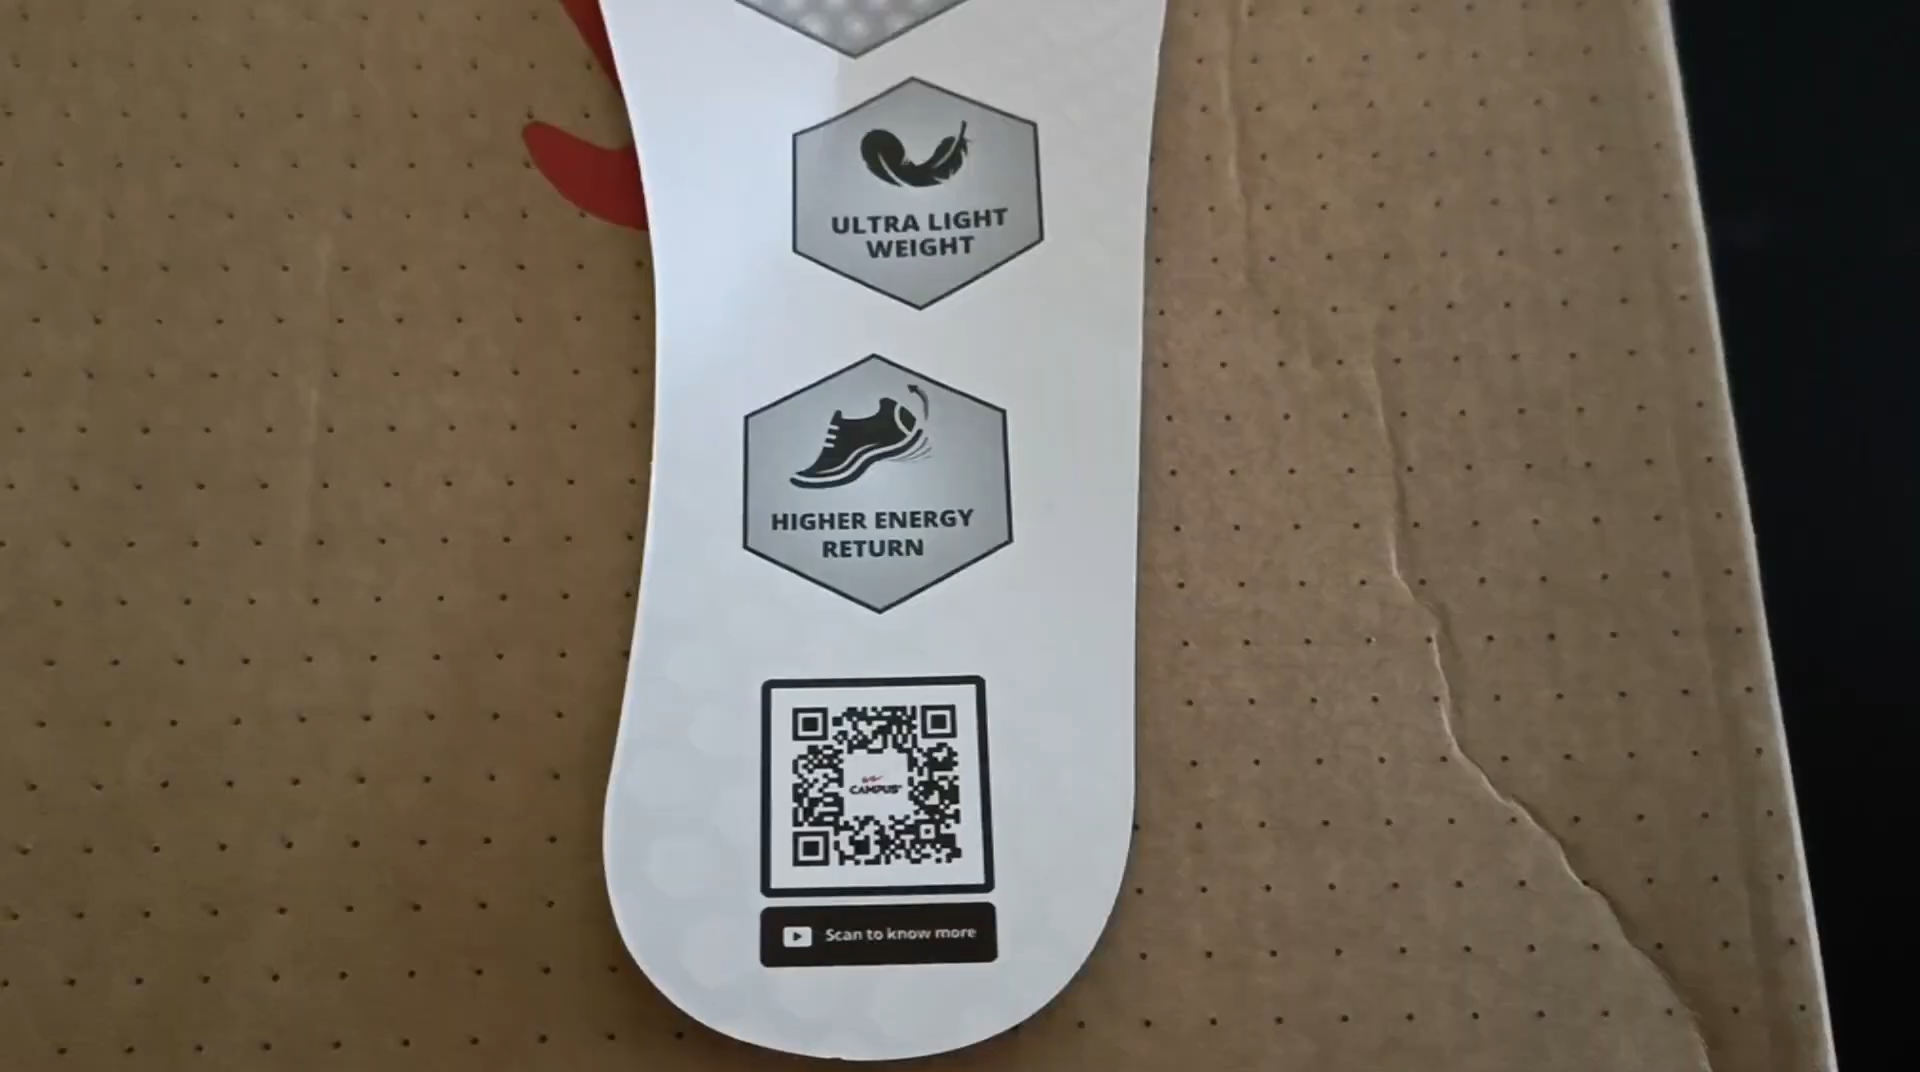 ULTRA LIGHT
WEIGHT
HIGHER ENERGY
RETURN
CAMPUS
Scan to know more